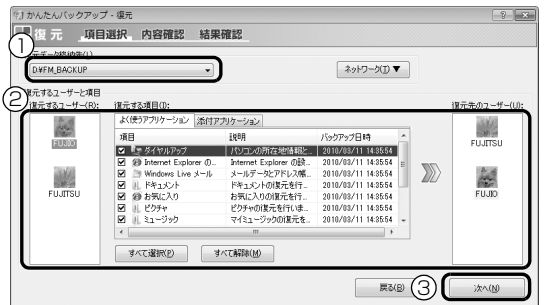 かんたんバックアップ - 復元
復元 項目選択 内容確認 結果確認
①
元データ格納先(L)
D¥FM_BACKUP
ネットワーク(I) ▼
復元するユーザーと項目
②
復元するユーザー(R): 復元する項目(O): 復元先のユーザー(U):
よく使うアプリケーション 添付アプリケーション
項目 説明 バックアップ日時
ダイヤルアップ パソコンの所在地情報と... 2010/03/11 14:35:54
Internet Explorer の... Internet Explorer の設... 2010/03/11 14:35:54
Windows Live メール メールデータとアドレス帳... 2010/03/11 14:35:54
ドキュメント ドキュメントの復元を行... 2010/03/11 14:35:54
お気に入り お気に入りの復元を行... 2010/03/11 14:35:54
ピクチャ ピクチャの復元を行いま... 2010/03/11 14:35:54
ミュージック マイミュージックの復元を... 2010/03/11 14:35:54
FUJIO
FUJITSU
FUJITSU
FUJIO
すべて選択(P) すべて解除(M)
戻る(B) ③ 次へ(N)